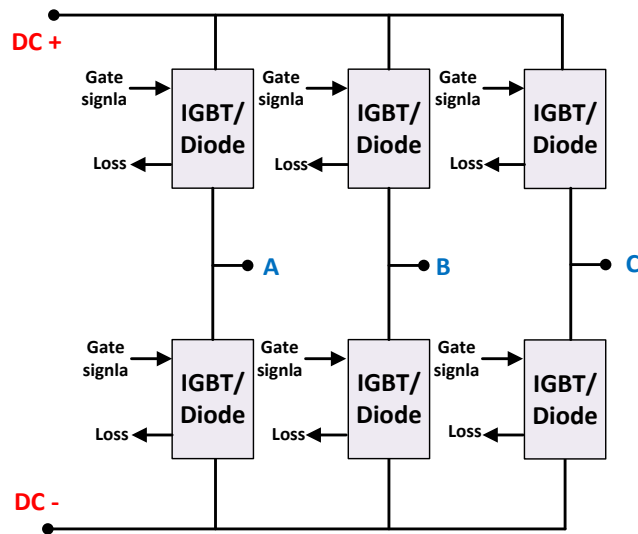 DC +
Gate
signla
IGBT/
Diode
Loss
Gate
signla
IGBT/
Diode
Loss
Gate
signla
IGBT/
Diode
Loss
A
B
C
Gate
signla
IGBT/
Diode
Loss
Gate
signla
IGBT/
Diode
Loss
Gate
signla
IGBT/
Diode
Loss
DC -